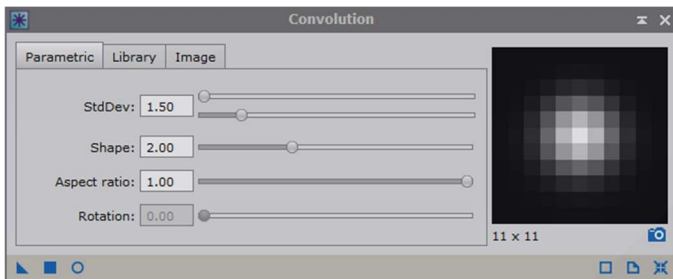 Convolution
Parametric Library Image
StdDev: 1.50
Shape: 2.00
Aspect ratio: 1.00
Rotation: 0.00
11 x 11